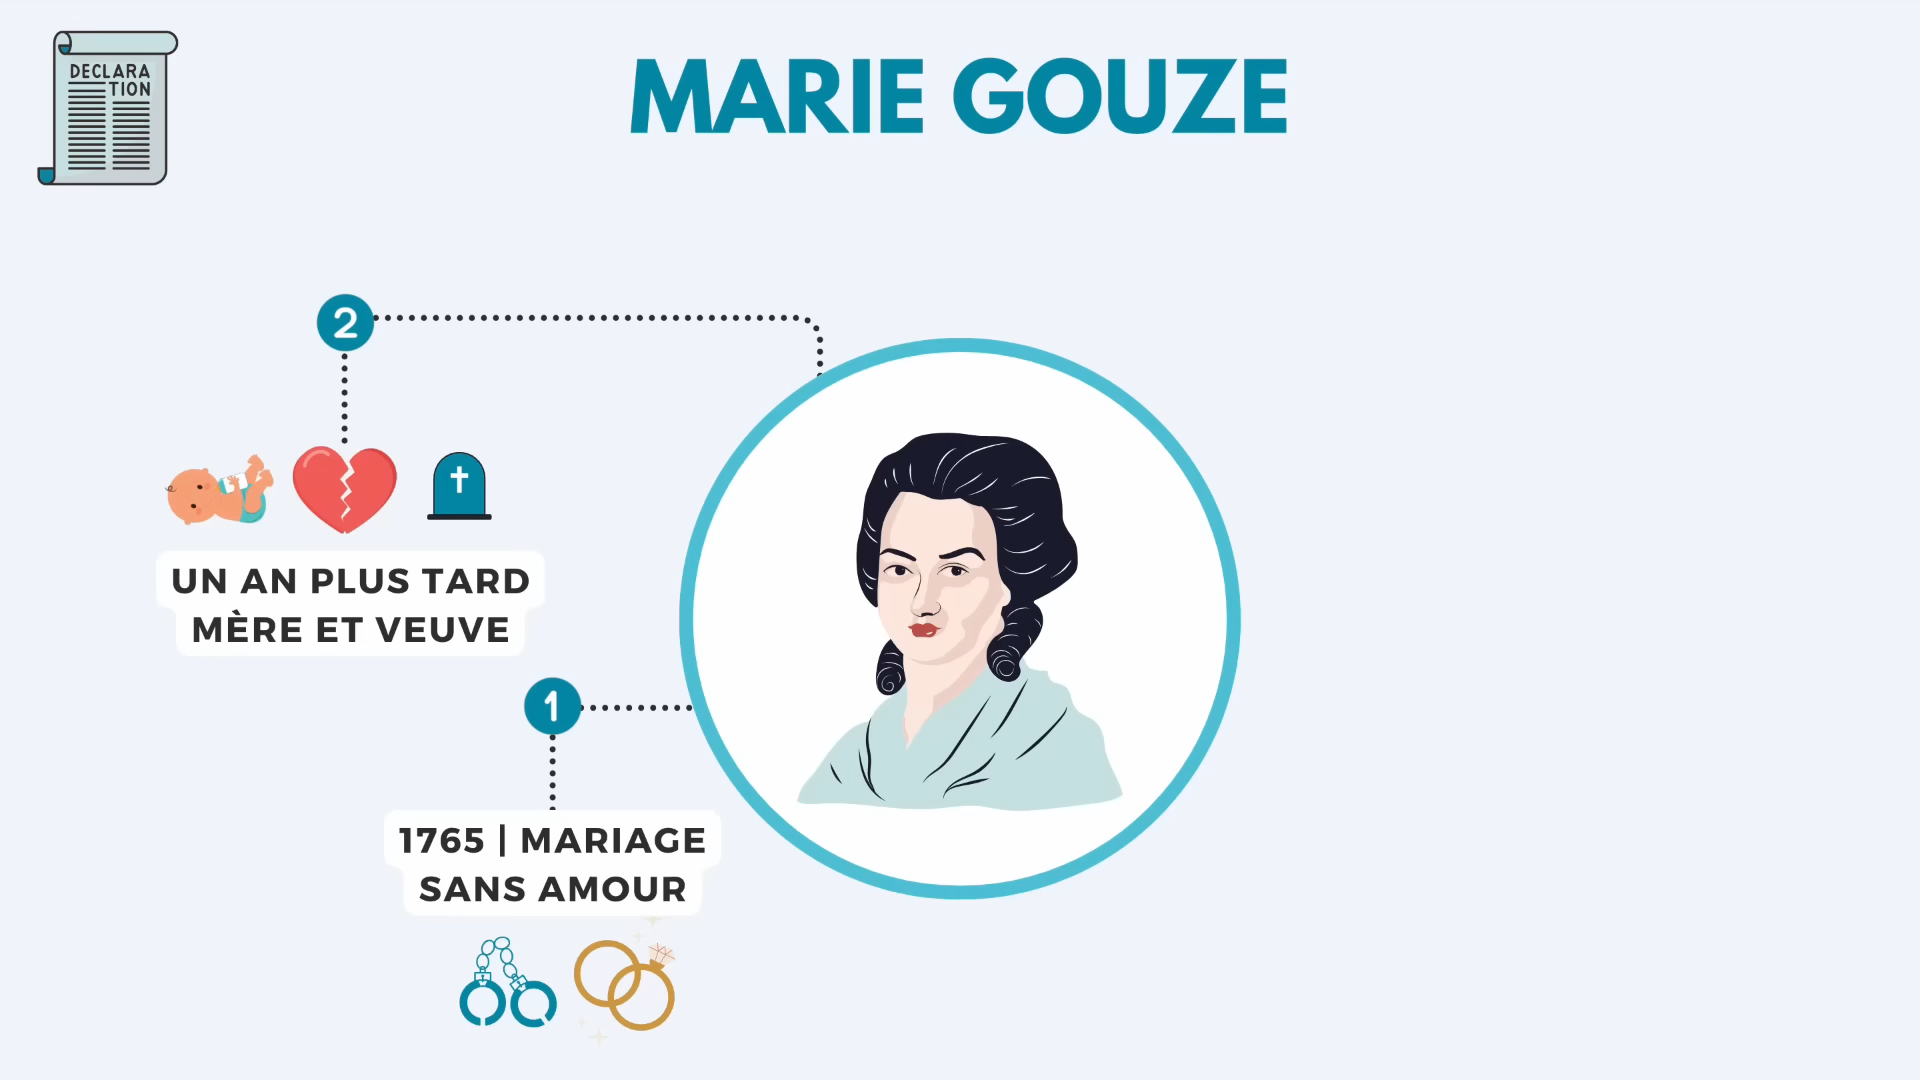 DECLARA
TION
MARIE GOUZE
2
UN AN PLUS TARD
MÈRE ET VEUVE
1
1765 | MARIAGE
SANS AMOUR